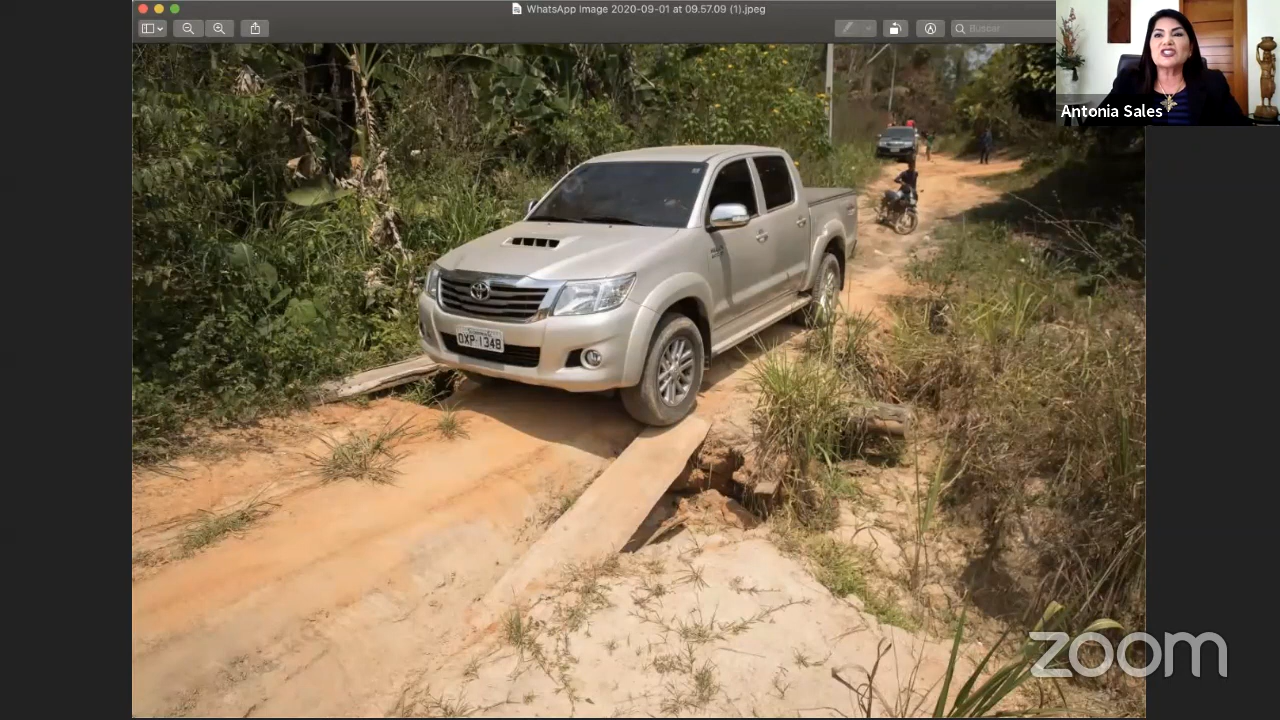 WhatsApp Image 2020-09-01 at 09.57.09 (1).jpeg
Buscar
Antonia Sales
OXP·1348
zoom